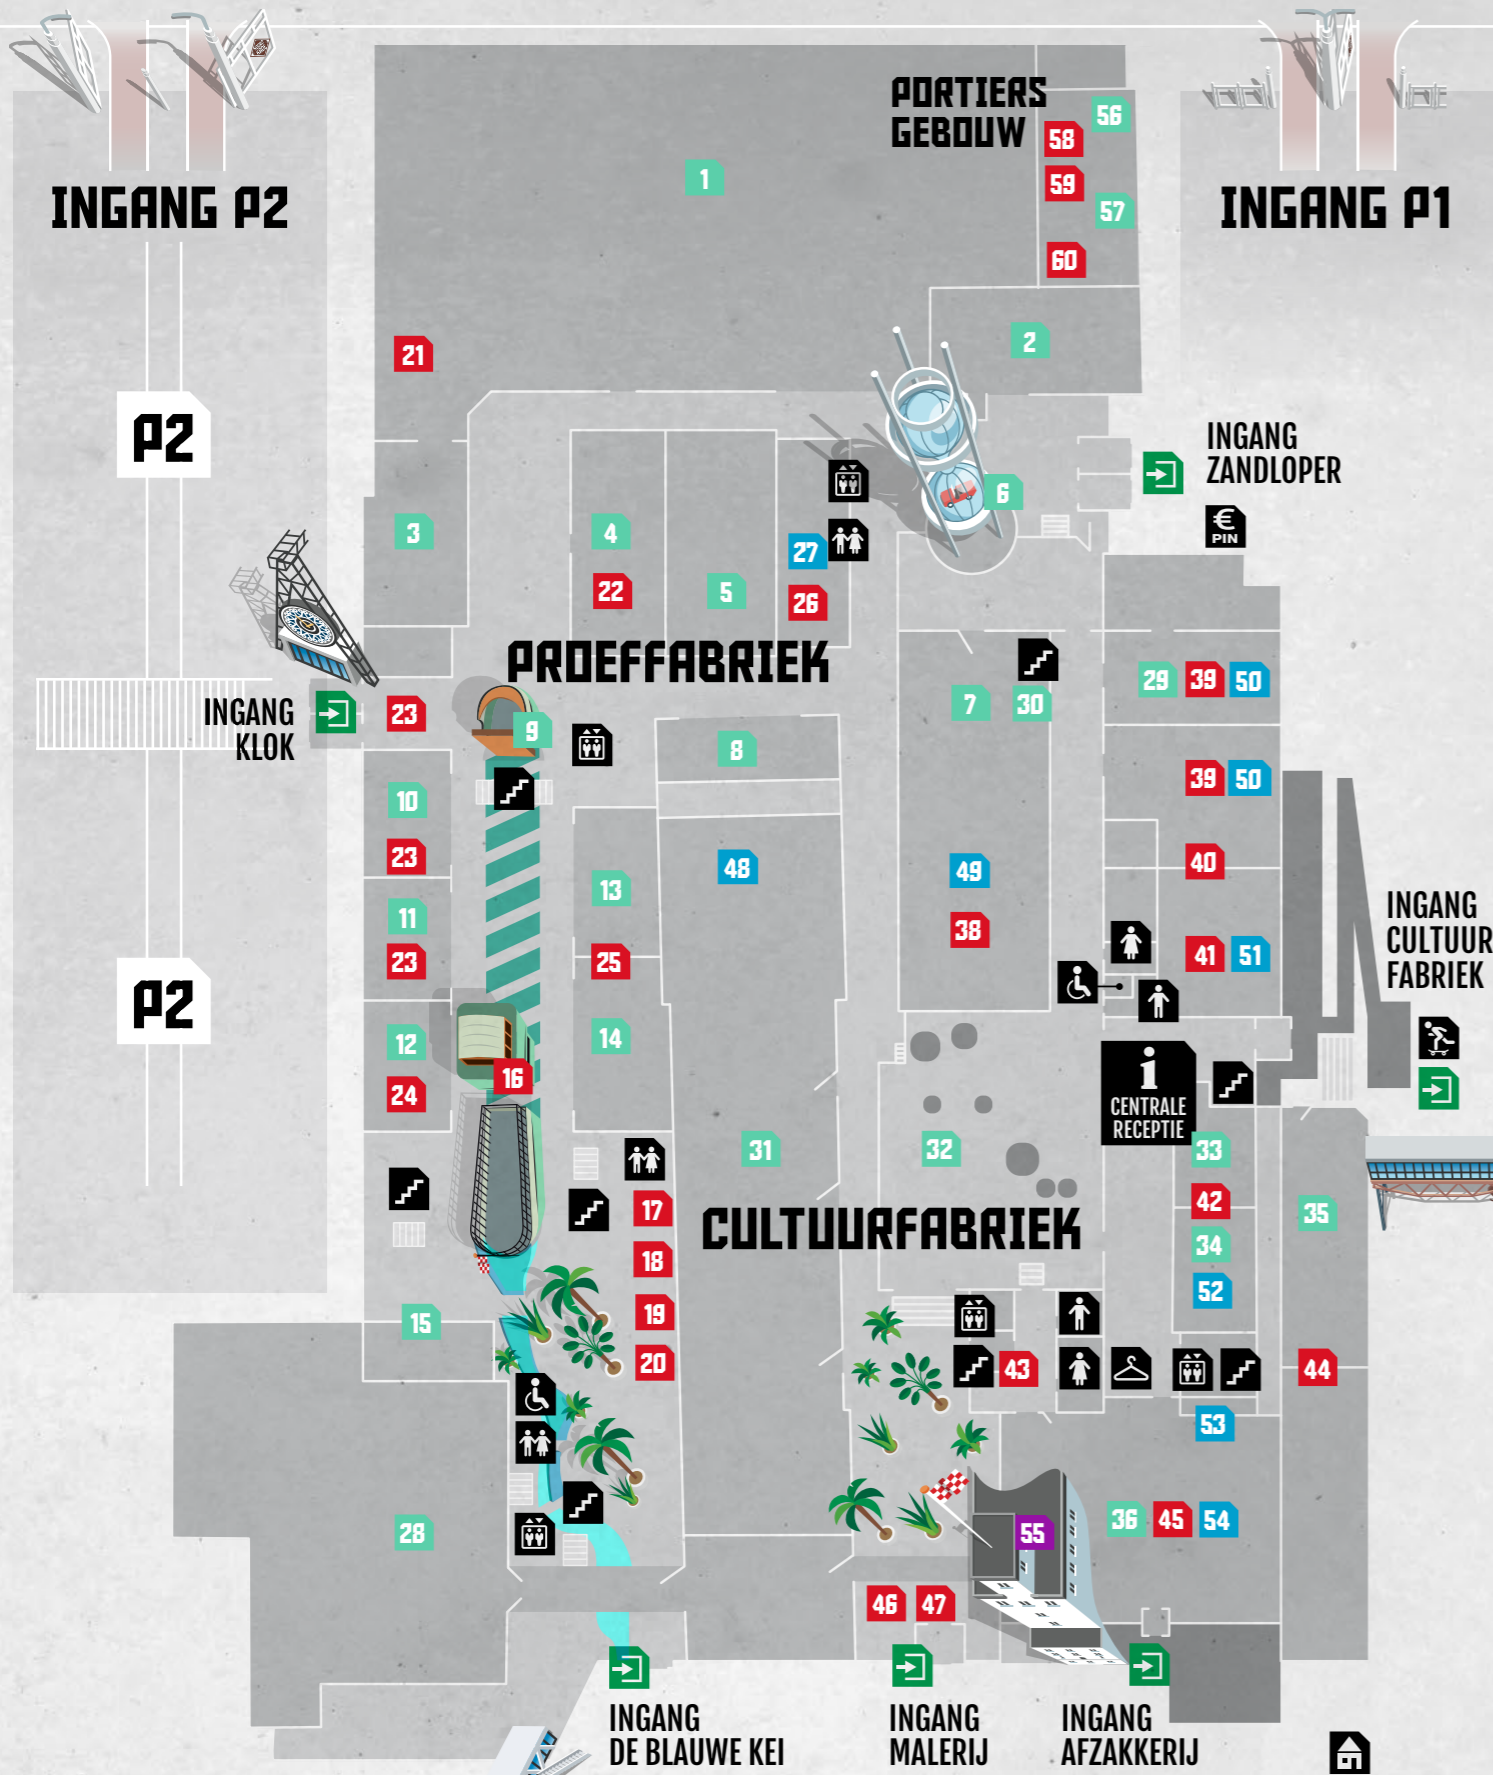 PORTIERS
GEBOUW
56
58
59
57
60
1
INGANG P2
INGANG P1
2
21
P2
INGANG
ZANDLOPER
€
PIN
6
3
4
5
27
22
26
PROEFFABRIEK
INGANG
KLOK
23
9
8
7
30
29
39
50
39
50
10
23
48
49
40
13
11
38
23
25
41
51
INGANG
CULTUUR
FABRIEK
P2
12
14
16
24
i
CENTRALE
RECEPTIE
31
32
33
17
42
35
CULTUURFABRIEK
18
34
52
19
15
20
43
44
53
28
55
36
45
54
46
47
INGANG
DE BLAUWE KEI
INGANG
MALERIJ
INGANG
AFZAKKERIJ